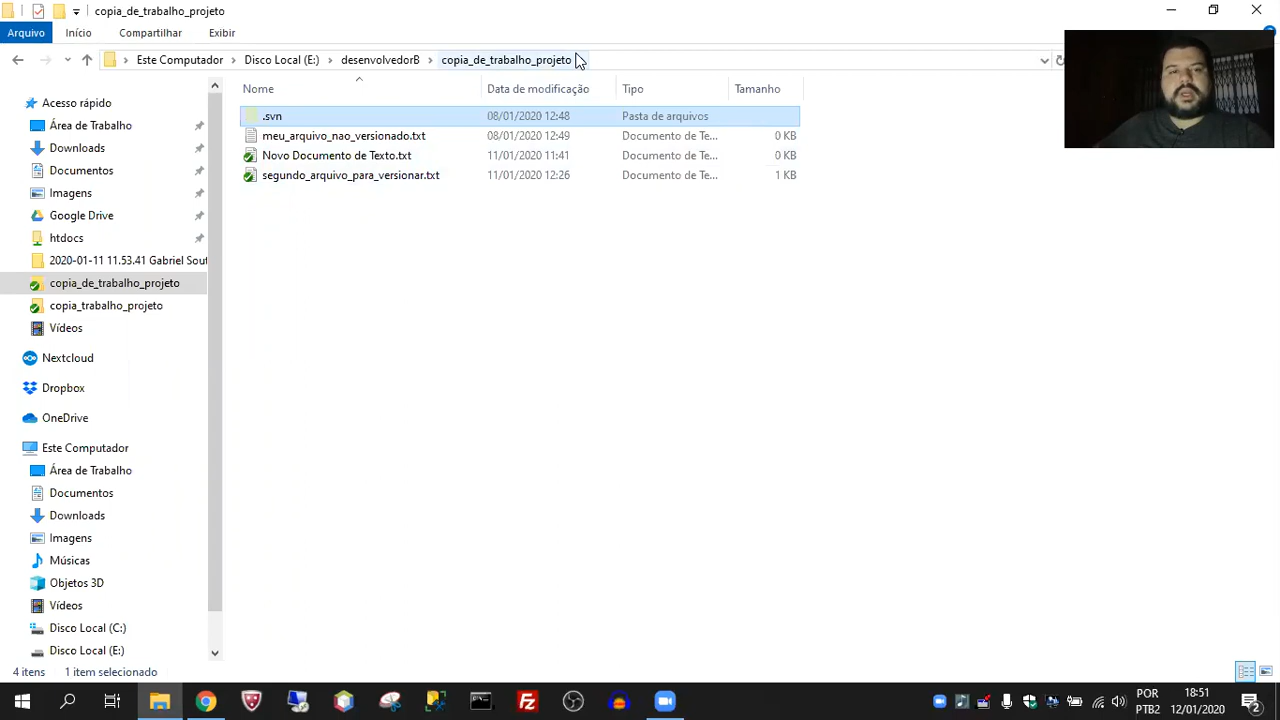 copia_de_trabalho_projeto
Arquivo Início Compartilhar Exibir
Este Computador Disco Local (E:) desenvolvedorB copia_de_trabalho_projeto
Nome Data de modificação Tipo Tamanho
.svn 08/01/2020 12:48 Pasta de arquivos
meu_arquivo_nao_versionado.txt 08/01/2020 12:49 Documento de Te... 0 KB
Novo Documento de Texto.txt 11/01/2020 11:41 Documento de Te... 0 KB
segundo_arquivo_para_versionar.txt 11/01/2020 12:26 Documento de Te... 1 KB
Acesso rápido
Área de Trabalho
Downloads
Documentos
Imagens
Google Drive
htdocs
2020-01-11 11.53.41 Gabriel Sout
copia_de_trabalho_projeto
copia_trabalho_projeto
Vídeos
Nextcloud
Dropbox
OneDrive
Este Computador
Área de Trabalho
Documentos
Downloads
Imagens
Músicas
Objetos 3D
Vídeos
Disco Local (C:)
Disco Local (E:)
4 itens 1 item selecionado
POR 18:51
PTB2 12/01/2020
2